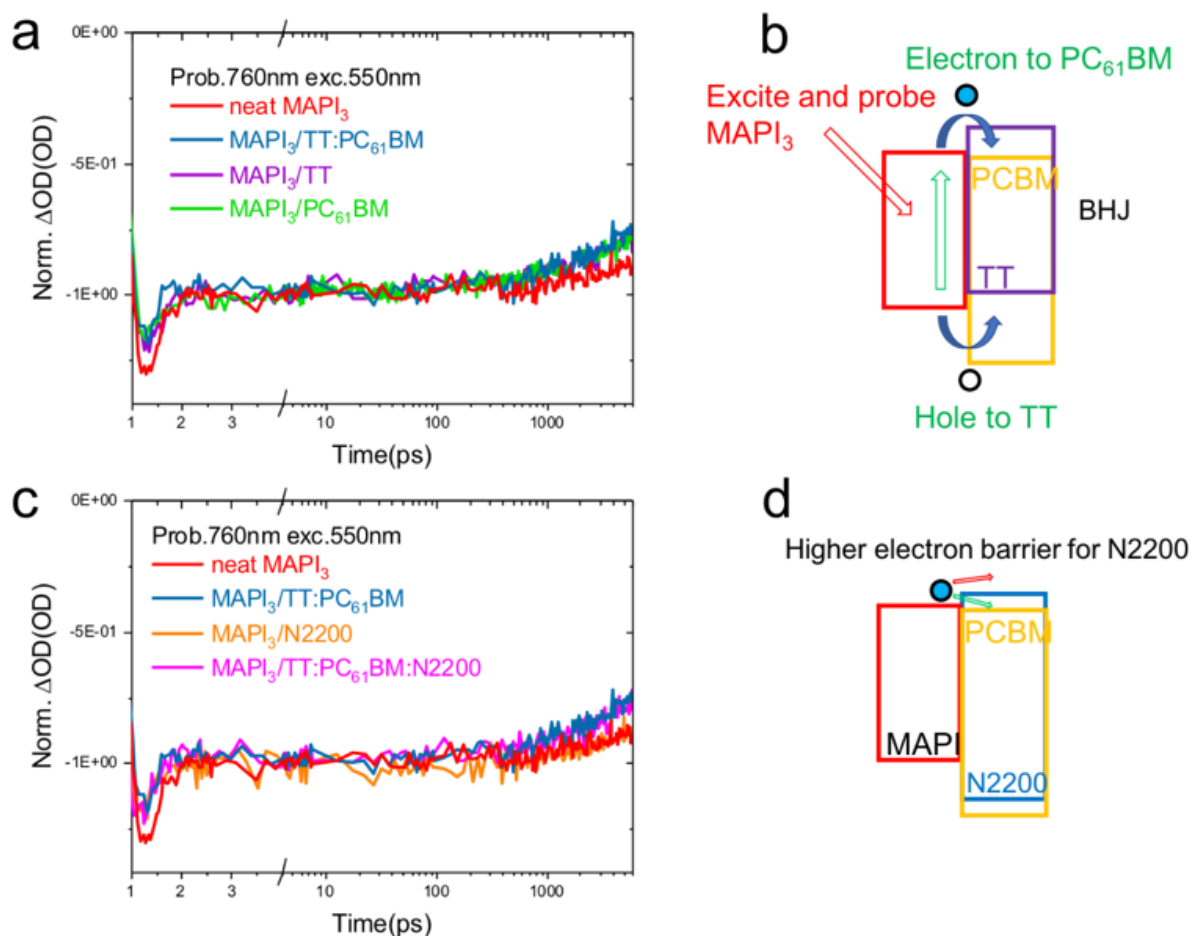 a
0E+00
-5E-01
-1E+00
Norm. ΔOD(OD)
Prob.760nm exc.550nm
neat MAPI₃
MAPI₃/TT:PC₆₁BM
MAPI₃/TT
MAPI₃/PC₆₁BM
1 2 3 10 100 1000
Time(ps)
b
Electron to PC₆₁BM
Excite and probe
MAPI₃
PCBM
BHJ
TT
Hole to TT
c
0E+00
-5E-01
-1E+00
Norm. ΔOD(OD)
Prob.760nm exc.550nm
neat MAPI₃
MAPI₃/TT:PC₆₁BM
MAPI₃/N2200
MAPI₃/TT:PC₆₁BM:N2200
1 2 3 10 100 1000
Time(ps)
d
Higher electron barrier for N2200
PCBM
MAPI
N2200